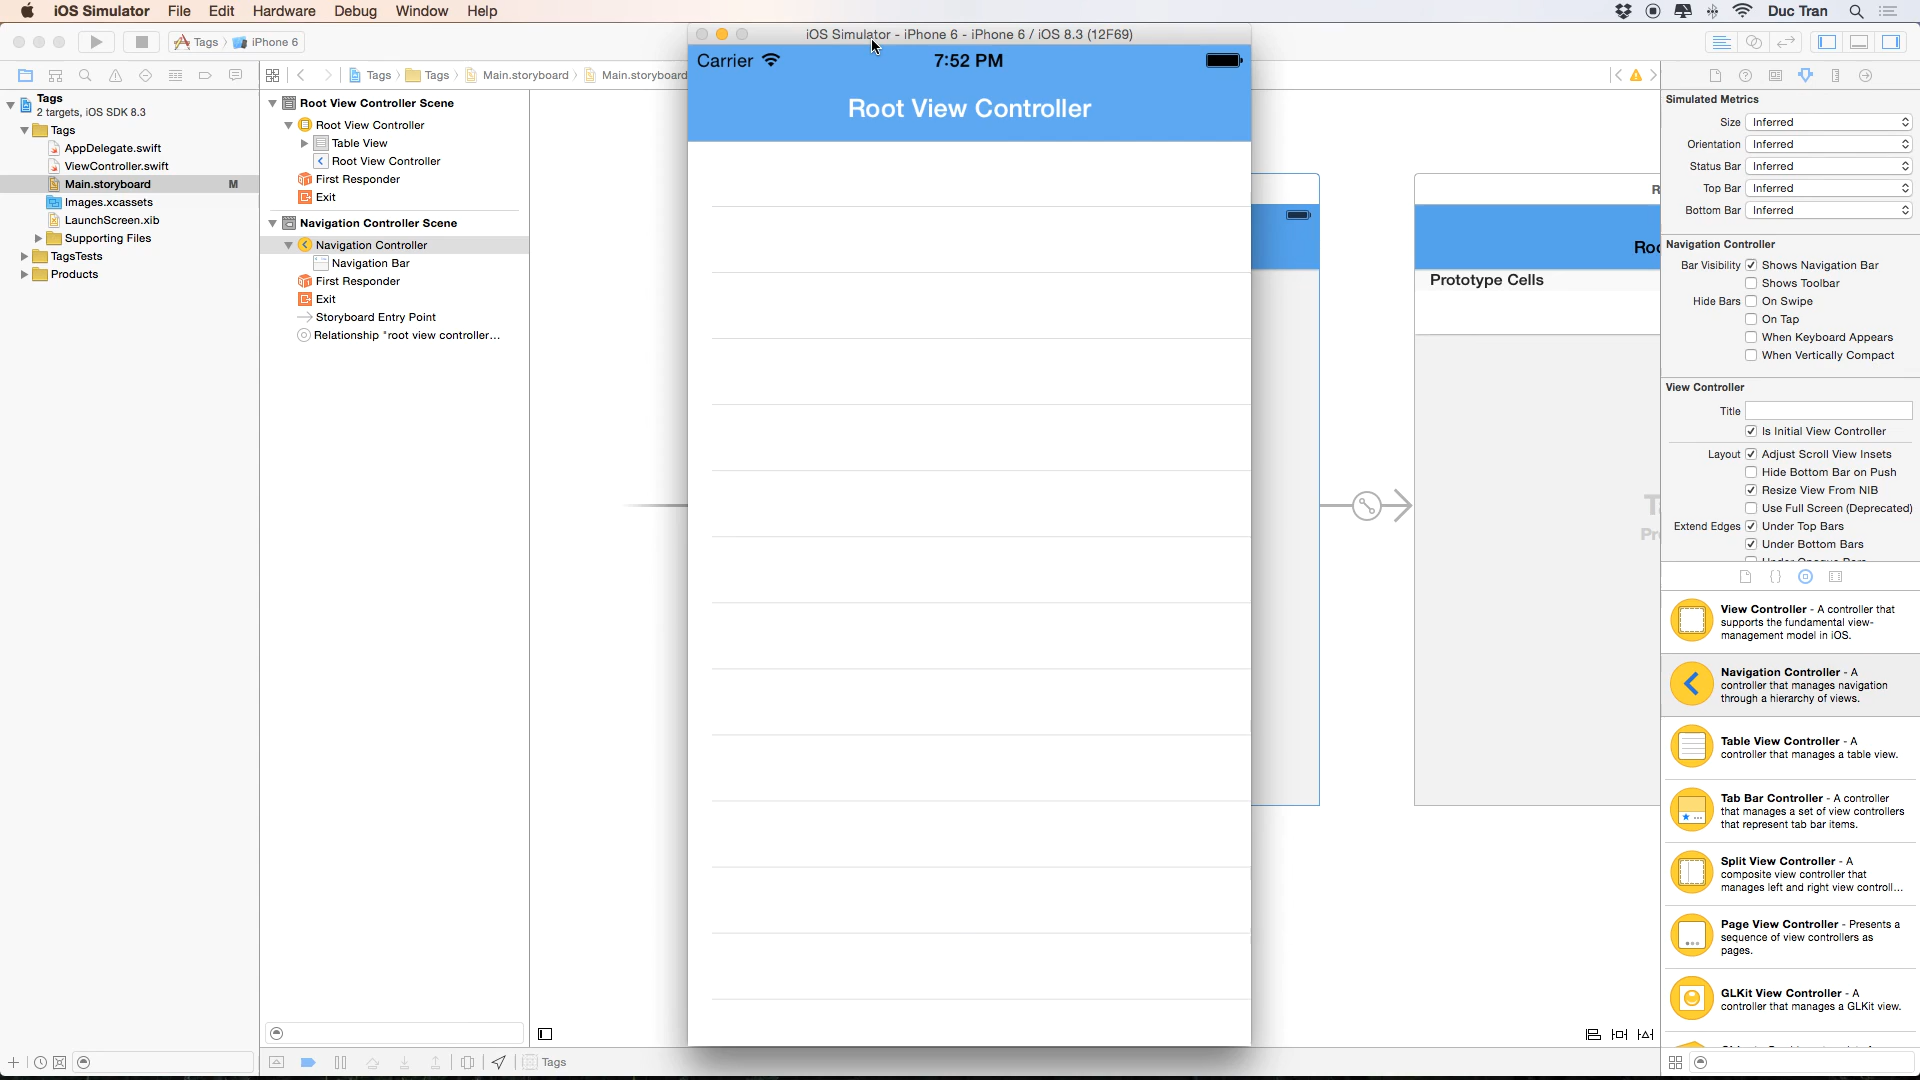 iOS Simulator File Edit Hardware Debug Window Help Duc Tran
Tags iPhone 6
iOS Simulator - iPhone 6 - iPhone 6 / iOS 8.3 (12F69)
Tags
2 targets, iOS SDK 8.3
Tags
AppDelegate.swift
ViewController.swift
Main.storyboard M
Images.xcassets
LaunchScreen.xib
Supporting Files
TagsTests
Products
Tags Tags Main.storyboard Main.storyboard
Root View Controller Scene
Root View Controller
Table View
Root View Controller
First Responder
Exit
Navigation Controller Scene
Navigation Controller
Navigation Bar
First Responder
Exit
Storyboard Entry Point
Relationship "root view controller...
Carrier 7:52 PM
Root View Controller
Prototype Cells
Tags
Simulated Metrics
Size Inferred
Orientation Inferred
Status Bar Inferred
Top Bar Inferred
Bottom Bar Inferred
Navigation Controller
Bar Visibility Shows Navigation Bar
Shows Toolbar
Hide Bars On Swipe
On Tap
When Keyboard Appears
When Vertically Compact
View Controller
Title
Is Initial View Controller
Layout Adjust Scroll View Insets
Hide Bottom Bar on Push
Resize View From NIB
Use Full Screen (Deprecated)
Extend Edges Under Top Bars
Under Bottom Bars
View Controller - A controller that
supports the fundamental view-
management model in iOS.
Navigation Controller - A
controller that manages navigation
through a hierarchy of views.
Table View Controller - A
controller that manages a table view.
Tab Bar Controller - A controller
that manages a set of view controllers
that represent tab bar items.
Split View Controller - A
composite view controller that
manages left and right view controll...
Page View Controller - Presents a
sequence of view controllers as
pages.
GLKit View Controller - A
controller that manages a GLKit view.